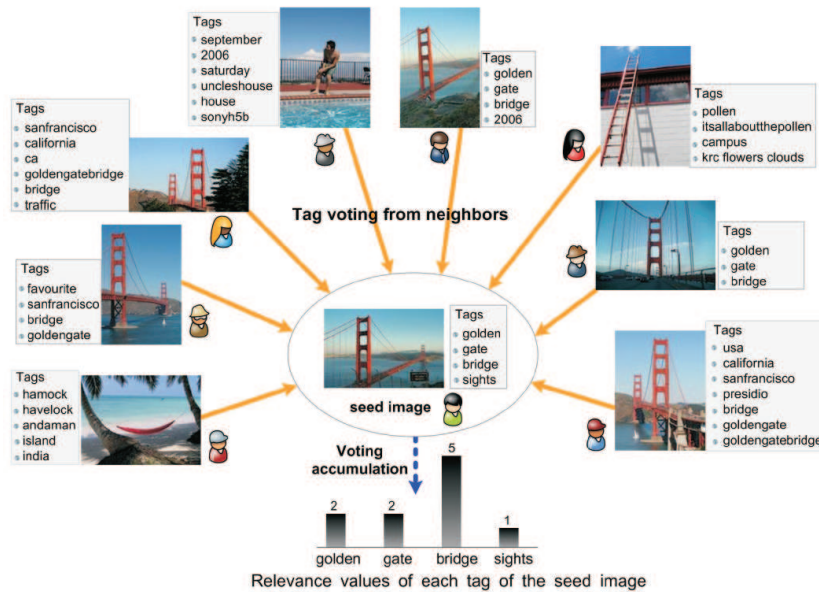 Tags
september
2006
saturday
uncleshouse
house
sonyh5b
Tags
golden
gate
bridge
2006
Tags
pollen
itsallaboutthepollen
campus
krc flowers clouds
Tags
sanfrancisco
california
ca
goldengatebridge
bridge
traffic
Tag voting from neighbors
Tags
golden
gate
bridge
Tags
favourite
sanfrancisco
bridge
goldengate
Tags
golden
gate
bridge
sights
seed image
Tags
usa
california
sanfrancisco
presidio
bridge
goldengate
goldengatebridge
Tags
hamock
havelock
andaman
island
india
Voting
accumulation
2
2
5
1
golden
gate
bridge
sights
Relevance values of each tag of the seed image